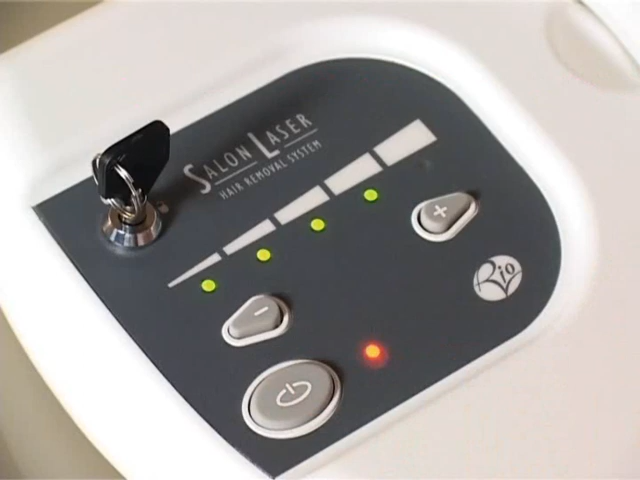 SALON LASER
HAIR REMOVAL SYSTEM
+
Rio
−